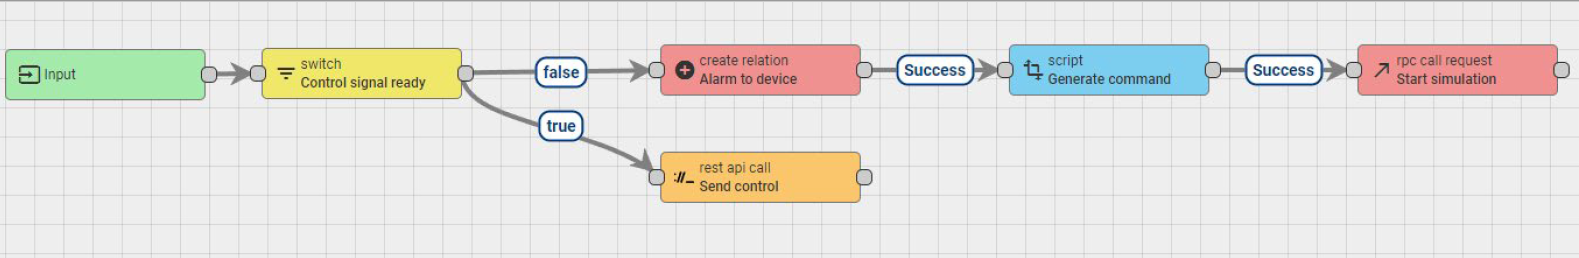 Input
switch
Control signal ready
false
true
create relation
Alarm to device
Success
script
Generate command
Success
rpc call request
Start simulation
rest api call
Send control